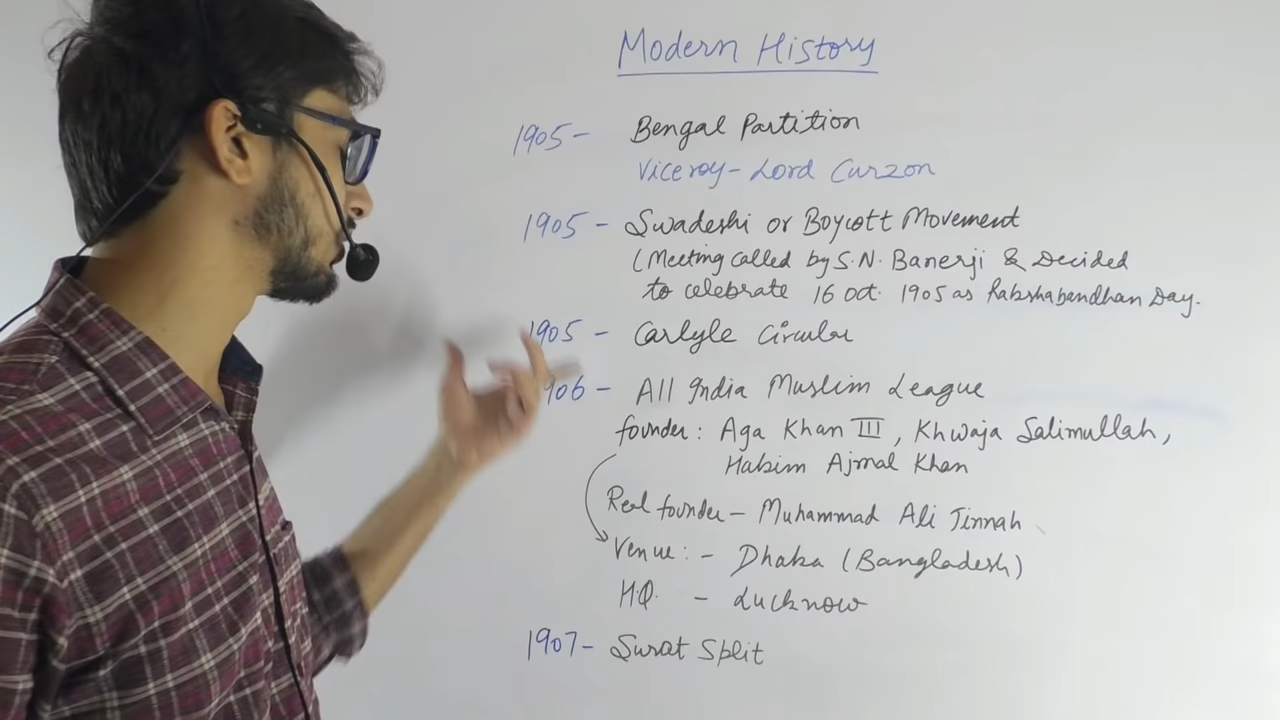 Modern History
1905- Bengal Partition
Viceroy - Lord Curzon
1905 - Swadeshi or Boycott Movement
(Meeting called by S.N. Banerji & Decided
to celebrate 16 Oct. 1905 as Rakshabandhan Day.
1905 - Carlyle Circular
906 - All India Muslim League
founder: Aga Khan III, Khwaja Salimullah,
Hakim Ajmal Khan
Real founder - Muhammad Ali Jinnah
Venue: - Dhaka (Bangladesh)
H.Q. - Lucknow
1907- Surat Split